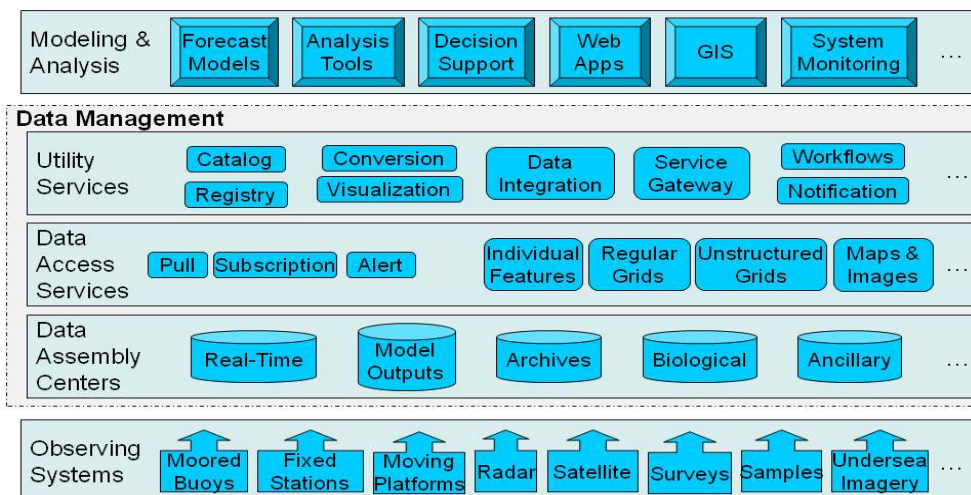 Modeling &
Analysis
Forecast
Models
Analysis
Tools
Decision
Support
Web
Apps
GIS
System
Monitoring
...
Data Management
Utility
Services
Catalog
Registry
Conversion
Visualization
Data
Integration
Service
Gateway
Workflows
Notification
...
Data
Access
Services
Pull
Subscription
Alert
Individual
Features
Regular
Grids
Unstructured
Grids
Maps &
Images
...
Data
Assembly
Centers
Real-Time
Model
Outputs
Archives
Biological
Ancillary
...
Observing
Systems
Moored
Buoys
Fixed
Stations
Moving
Platforms
Radar
Satellite
Surveys
Samples
Undersea
Imagery
...